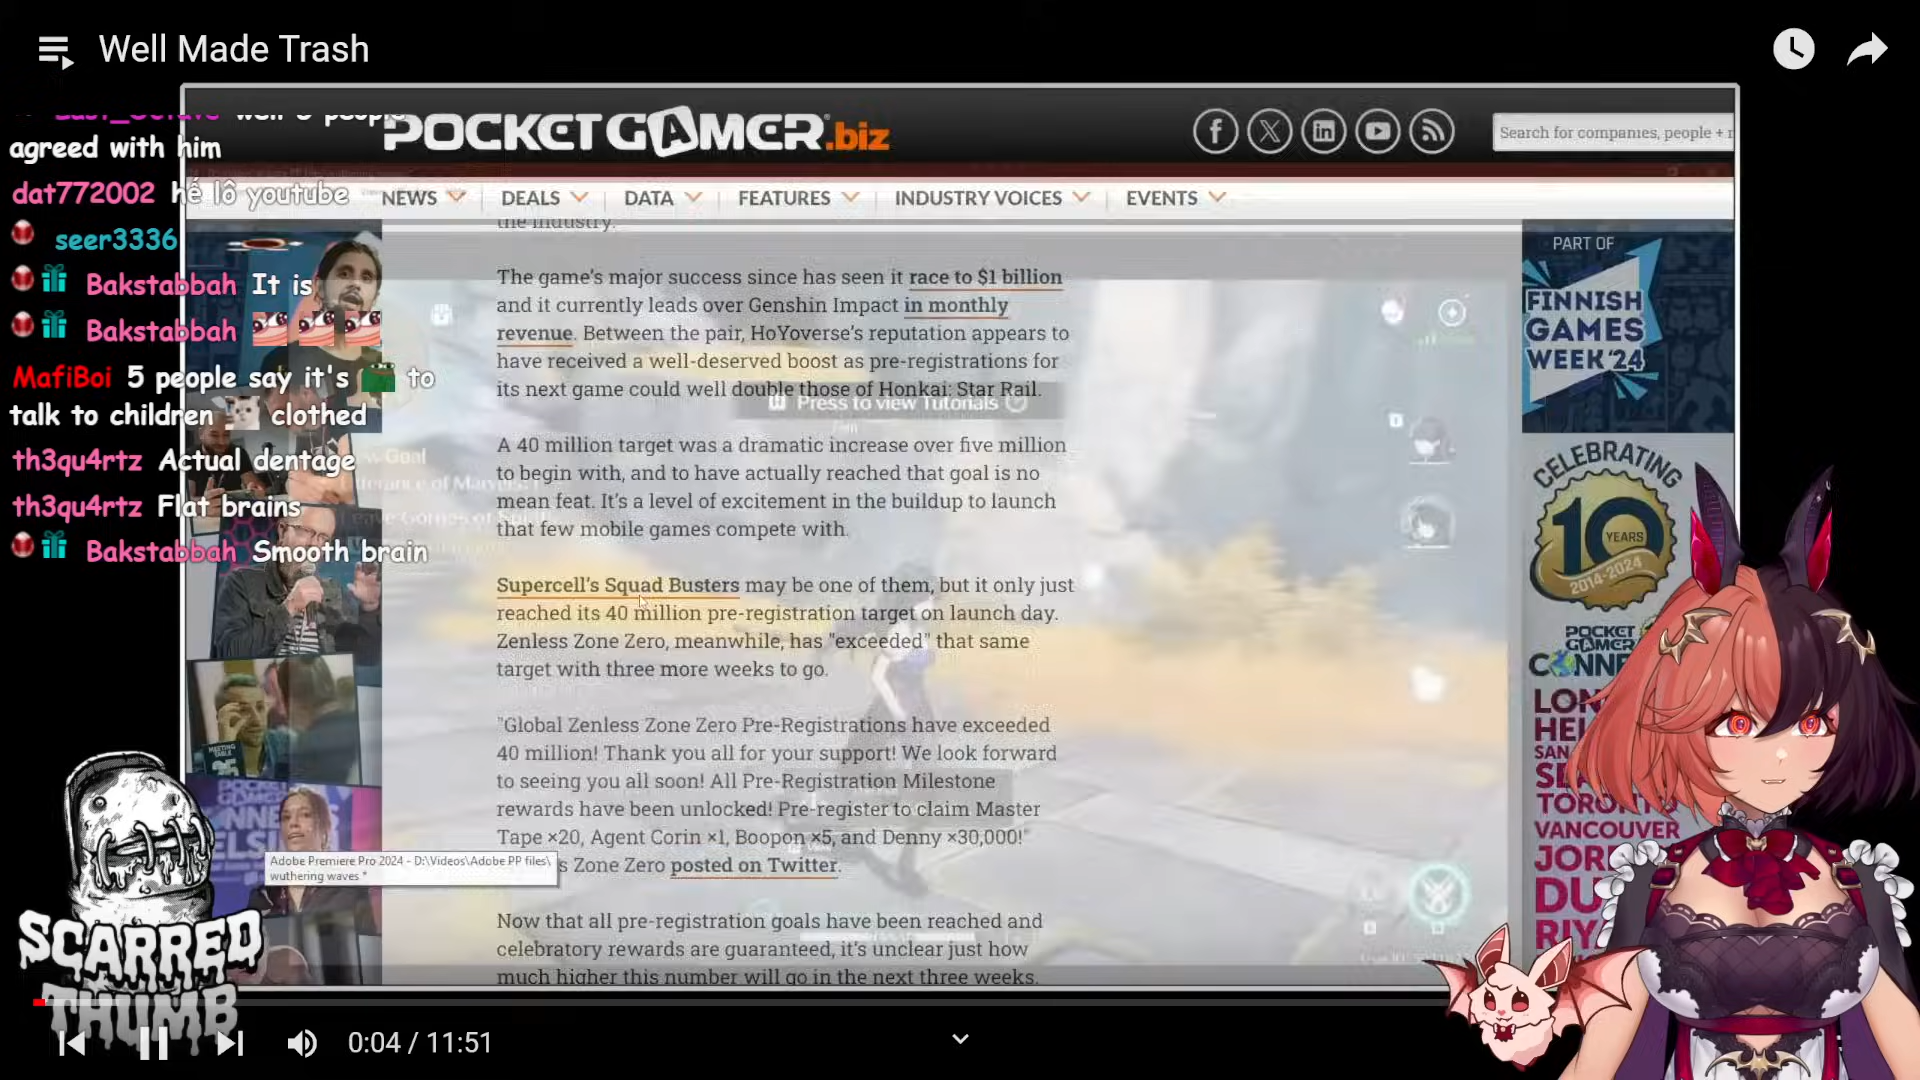 Well Made Trash
agreed with him
dat772002 hế lô youtube
seer3336
Bakstabbah It is
Bakstabbah
MafiBoi 5 people say it's to
talk to children clothed
th3qu4rtz Actual dentage
th3qu4rtz Flat brains
Bakstabbah Smooth brain
POCKETGAMER.biz
Search for companies, people +
NEWS
DEALS
DATA
FEATURES
INDUSTRY VOICES
EVENTS
the industry.
The game's major success since has seen it race to $1 billion
and it currently leads over Genshin Impact in monthly
revenue. Between the pair, HoYoverse's reputation appears to
have received a well-deserved boost as pre-registrations for
its next game could well double those of Honkai: Star Rail.
Press to view Tutorials
A 40 million target was a dramatic increase over five million
to begin with, and to have actually reached that goal is no
mean feat. It's a level of excitement in the buildup to launch
that few mobile games compete with.
Supercell's Squad Busters may be one of them, but it only just
reached its 40 million pre-registration target on launch day.
Zenless Zone Zero, meanwhile, has "exceeded" that same
target with three more weeks to go.
"Global Zenless Zone Zero Pre-Registrations have exceeded
40 million! Thank you all for your support! We look forward
to seeing you all soon! All Pre-Registration Milestone
rewards have been unlocked! Pre-register to claim Master
Tape ×20, Agent Corin ×1, Boopon ×5, and Denny ×30,000!"
s Zone Zero posted on Twitter.
Now that all pre-registration goals have been reached and
celebratory rewards are guaranteed, it's unclear just how
much higher this number will go in the next three weeks.
Adobe Premiere Pro 2024 - D:\Videos\Adobe PP files\
wuthering waves *
PART OF
FINNISH
GAMES
WEEK '24
CELEBRATING
10
YEARS
2014-2024
POCKET
GAMER
CONNE
LON
HEL
SAN
SE
TORONTO
VANCOUVER
JOR
DU
RIY
SCARRED
THUMB
0:04 / 11:51